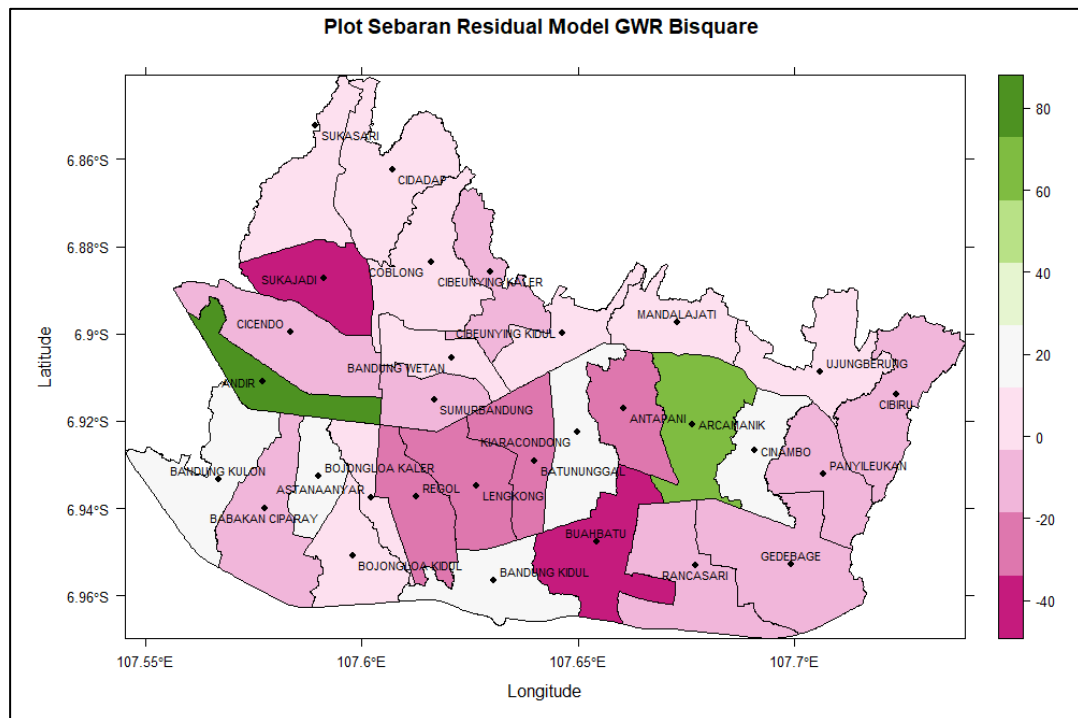 Plot Sebaran Residual Model GWR Bisquare
80
60
40
20
0
-20
-40
6.86°S
6.88°S
6.9°S
6.92°S
6.94°S
6.96°S
Latitude
SUKASARI
CIDADAP
COBLONG
CIBEUNYING KALER
SUKAJADI
CICENDO
CIBEUNYING KIDUL
MANDALAJATI
BANDUNG WETAN
UJUNGBERUNG
ANDIR
CIBIRU
SUMURBANDUNG
ANTAPANI
ARCAMANIK
KIARACONDONG
CINAMBO
BANDUNG KULON
BOJONGLOA KALER
BATUNUNGGAL
PANYILEUKAN
ASTANAANYAR
REGOL
LENGKONG
BABAKAN CIPARAY
BUAHBATU
GEDEBAGE
BOJONGLOA KIDUL
BANDUNG KIDUL
RANCASARI
107.55°E
107.6°E
107.65°E
107.7°E
Longitude